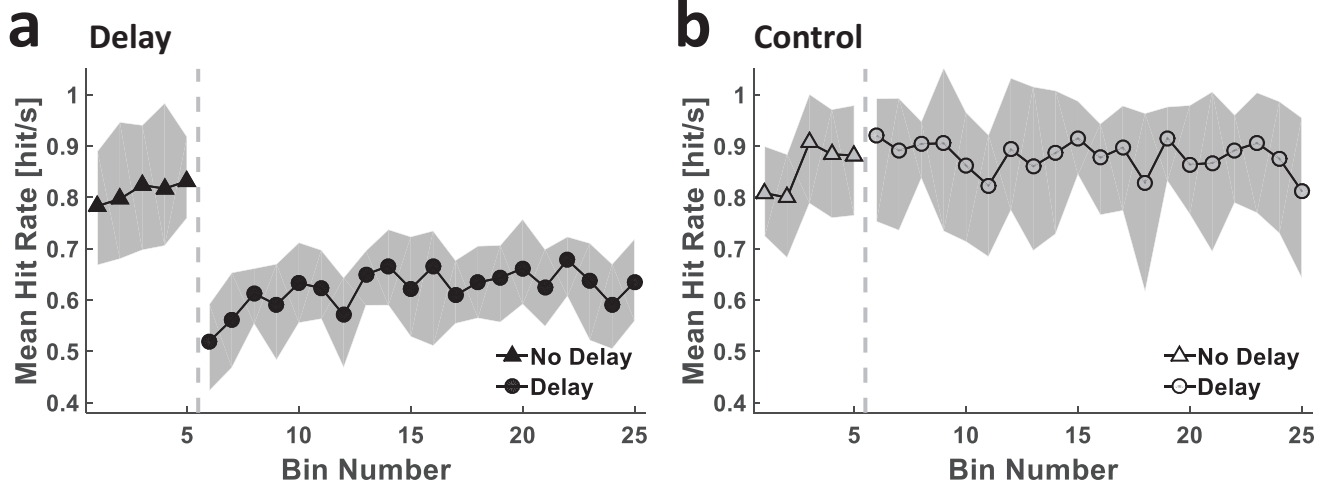 a Delay
Mean Hit Rate [hit/s]
1
0.9
0.8
0.7
0.6
0.5
0.4
No Delay
Delay
5 10 15 20 25
Bin Number
b Control
Mean Hit Rate [hit/s]
1
0.9
0.8
0.7
0.6
0.5
0.4
No Delay
Delay
5 10 15 20 25
Bin Number